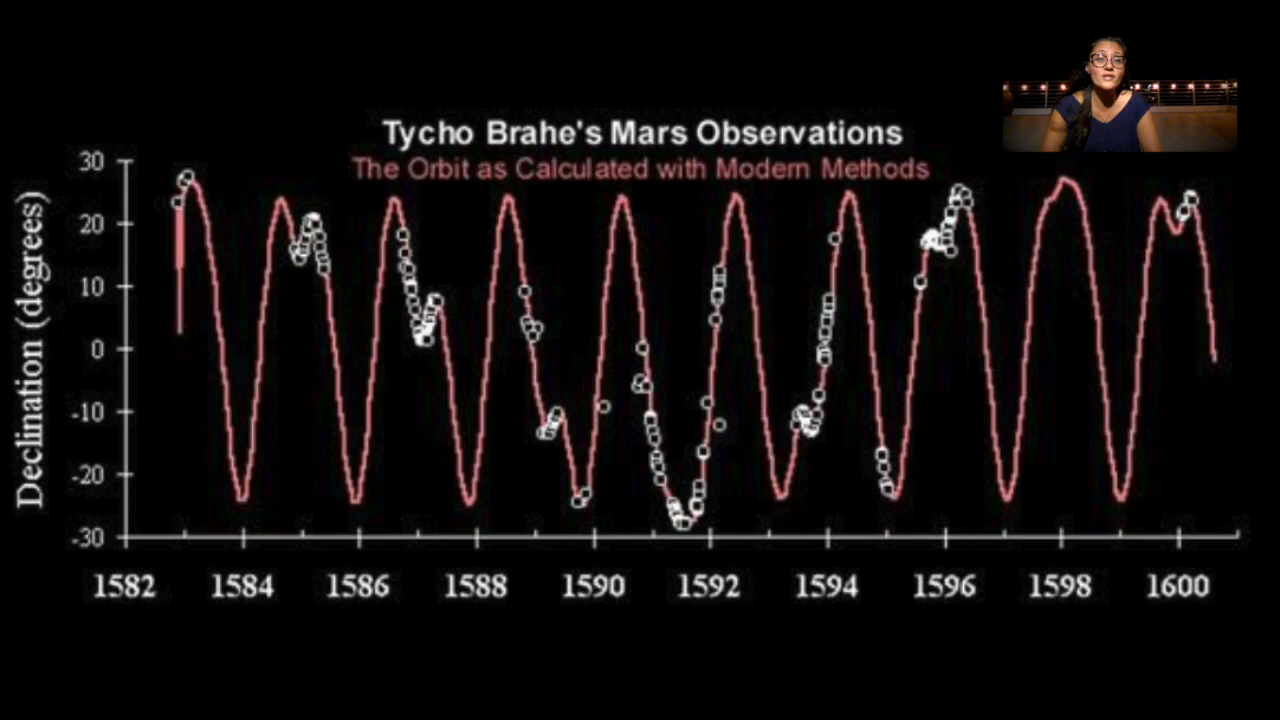 Tycho Brahe's Mars Observations
The Orbit as Calculated with Modern Methods
Declination (degrees)
30
20
10
0
-10
-20
-30
1582 1584 1586 1588 1590 1592 1594 1596 1598 1600